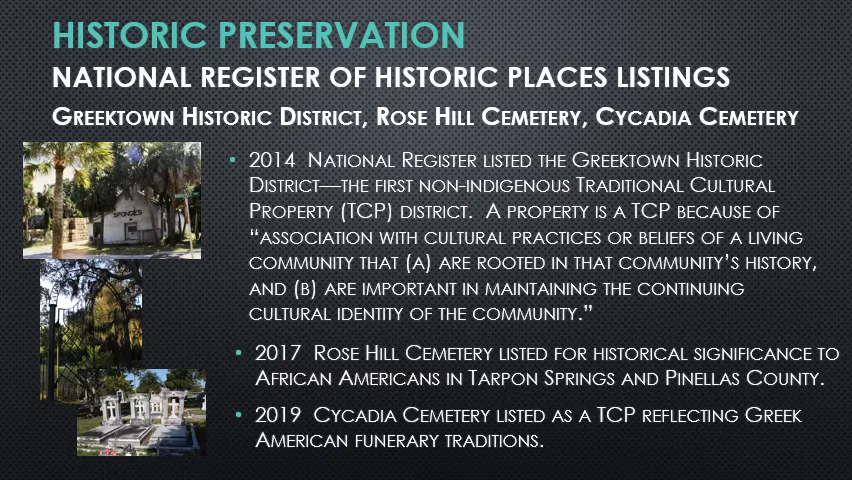 HISTORIC PRESERVATION
NATIONAL REGISTER OF HISTORIC PLACES LISTINGS
GREEKTOWN HISTORIC DISTRICT, ROSE HILL CEMETERY, CYCADIA CEMETERY
• 2014 NATIONAL REGISTER LISTED THE GREEKTOWN HISTORIC
DISTRICT—THE FIRST NON-INDIGENOUS TRADITIONAL CULTURAL
PROPERTY (TCP) DISTRICT. A PROPERTY IS A TCP BECAUSE OF
“ASSOCIATION WITH CULTURAL PRACTICES OR BELIEFS OF A LIVING
COMMUNITY THAT (A) ARE ROOTED IN THAT COMMUNITY’S HISTORY,
AND (B) ARE IMPORTANT IN MAINTAINING THE CONTINUING
CULTURAL IDENTITY OF THE COMMUNITY.”
• 2017 ROSE HILL CEMETERY LISTED FOR HISTORICAL SIGNIFICANCE TO
AFRICAN AMERICANS IN TARPON SPRINGS AND PINELLAS COUNTY.
• 2019 CYCADIA CEMETERY LISTED AS A TCP REFLECTING GREEK
AMERICAN FUNERARY TRADITIONS.
SPONGES